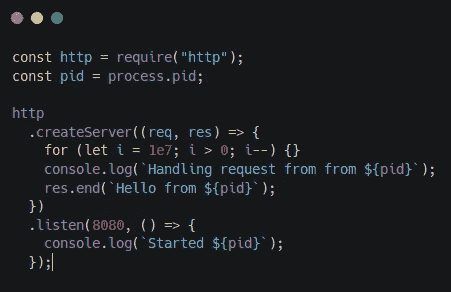 const http = require("http");
const pid = process.pid;
http
.createServer((req, res) => {
for (let i = 1e7; i > 0; i--) {}
console.log(`Handling request from from ${pid}`);
res.end(`Hello from ${pid}`);
})
.listen(8080, () => {
console.log(`Started ${pid}`);
});